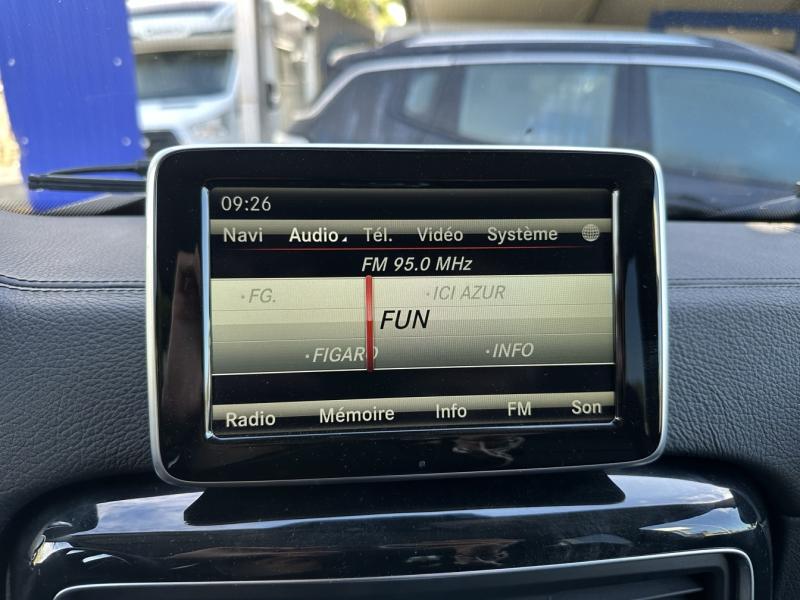 09:26
Navi Audio Tél. Vidéo Système
FM 95.0 MHz
·FG. ·ICI AZUR
FUN
·FIGARO ·INFO
Radio Mémoire Info FM Son